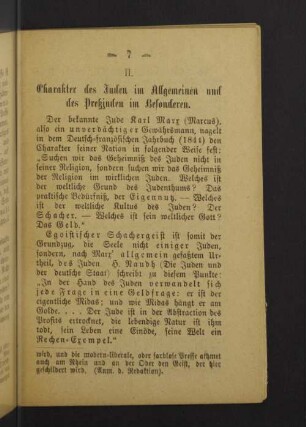 7
II.
Charakter des Juden im Allgemeinen und
des Preßjuden im Besonderen.
Der bekannte Jude Karl Marx (Marcus),
also ein unverdächtiger Gewährsmann, nagelt in
dem Deutsch-französischen Jahrbuch (1844) den
Charakter seiner Nation in folgender Weise fest:
„Suchen wir das Geheimniß des Juden nicht in
seiner Religion, sondern suchen wir das Geheimniß
der Religion im wirklichen Juden. Welches ist
der weltliche Grund des Judenthums? Das
praktische Bedürfniß, der Eigennutz. — Welches
ist der weltliche Kultus des Juden? Der
Schacher. — Welches ist sein weltlicher Gott?
Das Geld.“
Egoistischer Schachergeist ist somit der
Grundzug, die Seele nicht einiger Juden,
sondern, nach Marx' allgemein gefaßten Ur-
theil, des Juden. H. Naudh (Die Juden und
der deutsche Staat) schreibt zu diesem Punkte:
„In der Hand des Juden verwandelt sich
jede Frage in eine Geldfrage: er ist der
eigentliche Midas; und wie Midas hängt er am
Golde. . . . Der Jude ist in der Abstraction des
Profits ertrocknet, die lebendige Natur ist ihm
todt, sein Leben eine Einöde, seine Welt ein
Rechen-Exempel.“
wird, und die modern-liberale, oder farblose Presse athmet
auch am Rhein und an der Oder den Geist, der hier
geschildert wird. (Anm. d. Redaktion).